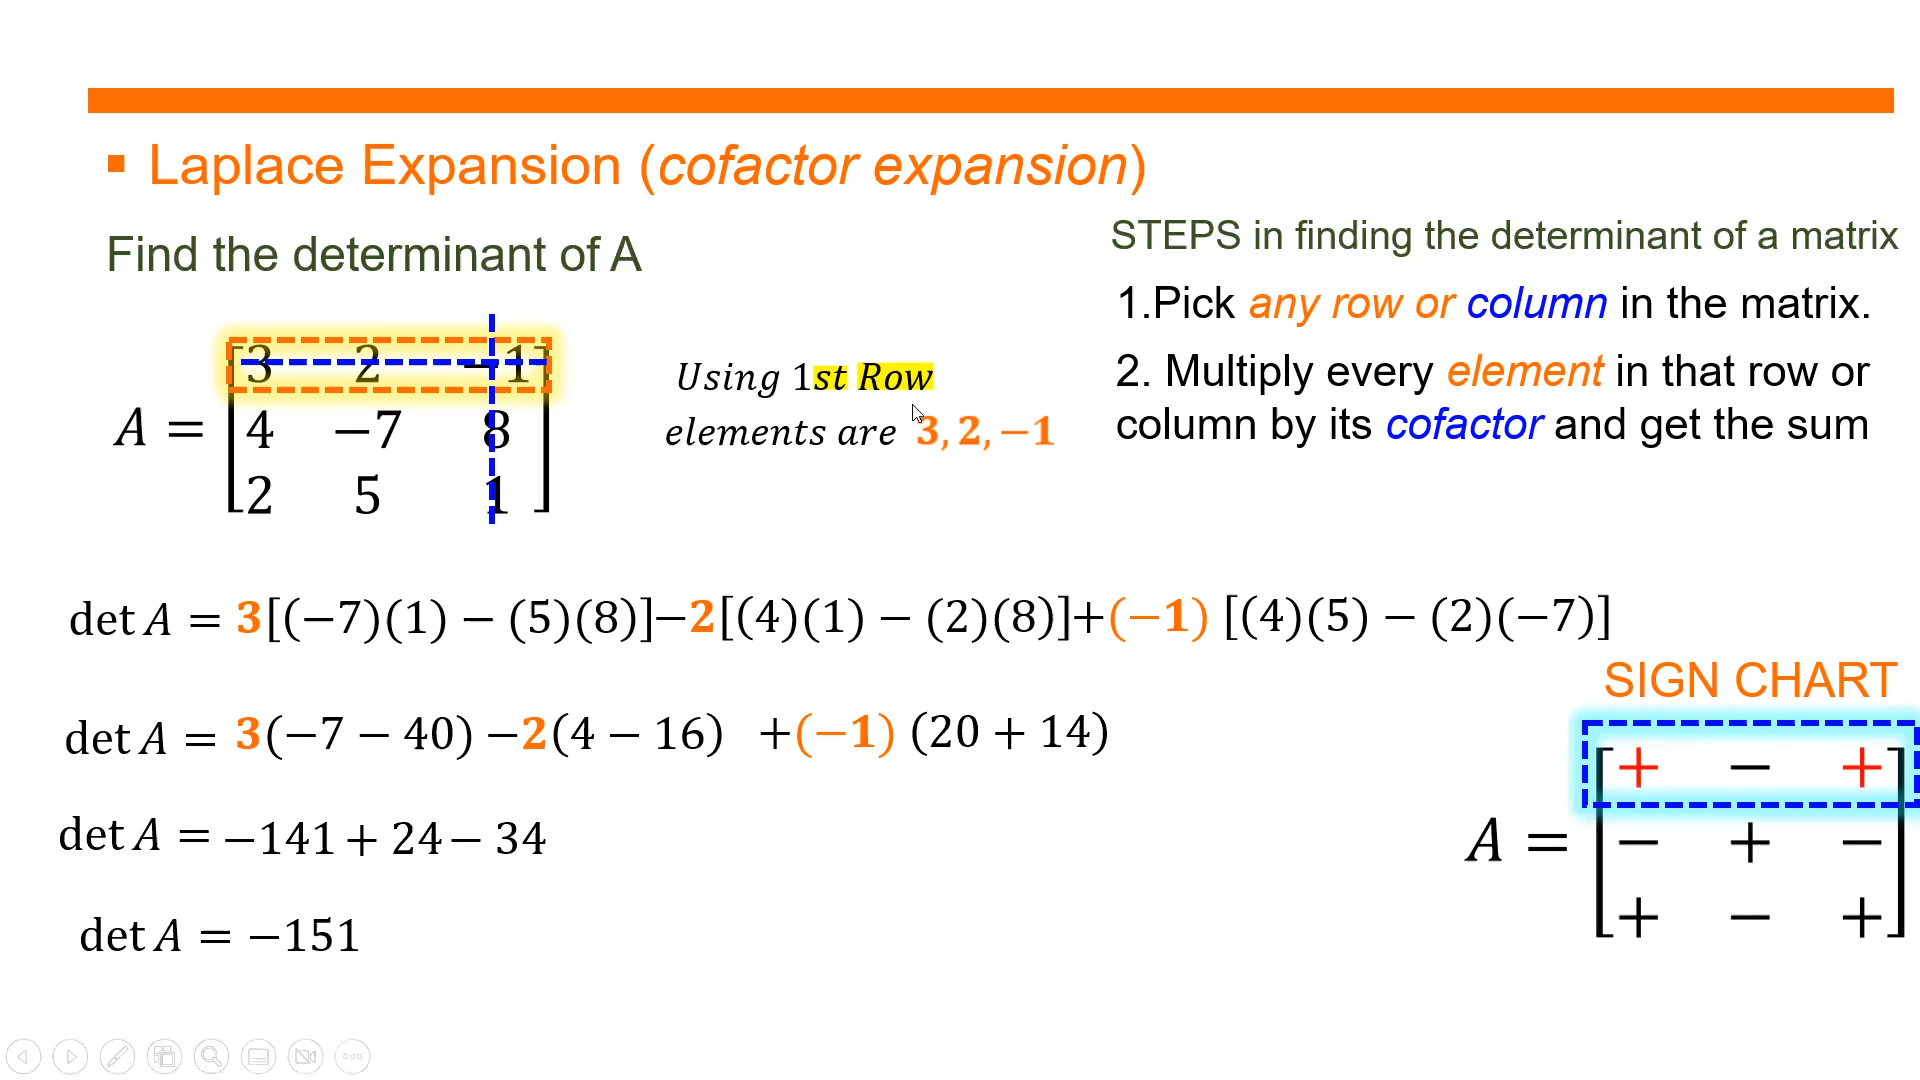 ▪ Laplace Expansion (cofactor expansion)
Find the determinant of A
A = [3 2 −1
4 −7 8
2 5 1]
Using 1st Row
elements are 3, 2, −1
STEPS in finding the determinant of a matrix
1.Pick any row or column in the matrix.
2. Multiply every element in that row or
column by its cofactor and get the sum
det A = 3[(−7)(1) − (5)(8)]−2[(4)(1) − (2)(8)]+(−1) [(4)(5) − (2)(−7)]
det A = 3(−7 − 40) −2(4 − 16) +(−1) (20 + 14)
det A = −141 + 24 − 34
det A = −151
SIGN CHART
A = [+ − +
− + −
+ − +]